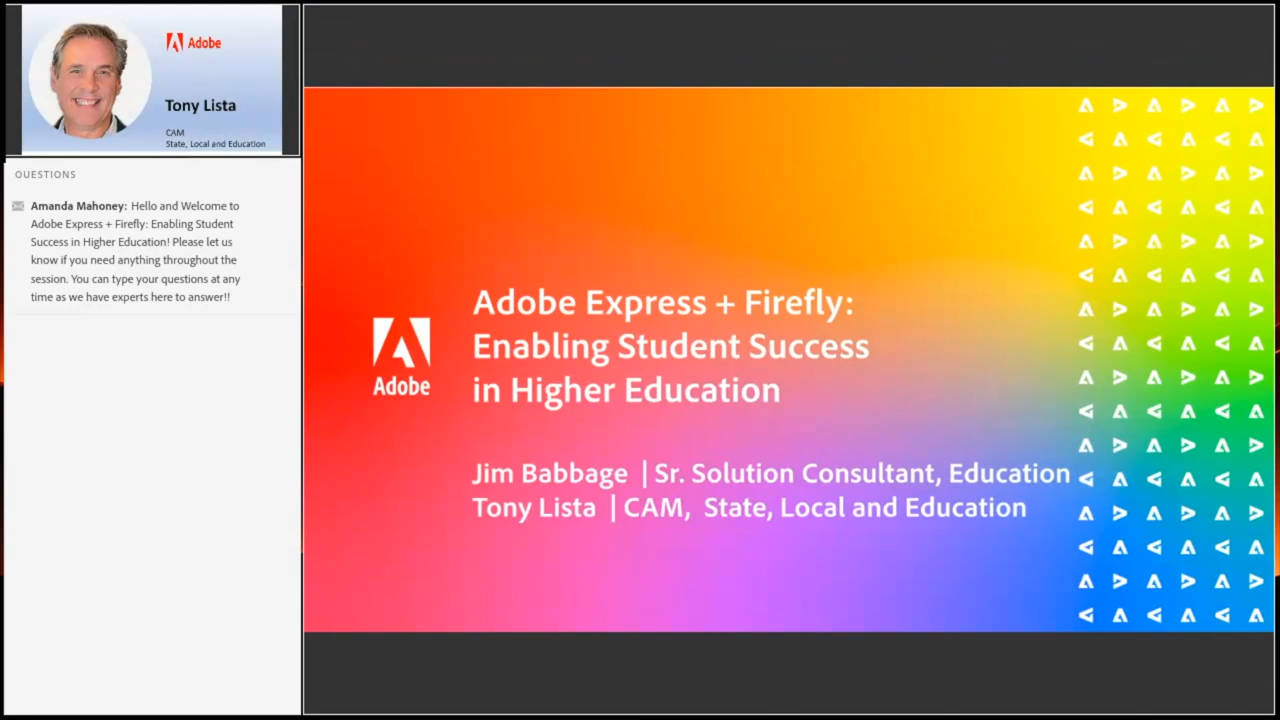 Adobe
Tony Lista
CAM
State, Local and Education
QUESTIONS
Amanda Mahoney: Hello and Welcome to
Adobe Express + Firefly: Enabling Student
Success in Higher Education! Please let us
know if you need anything throughout the
session. You can type your questions at any
time as we have experts here to answer!!
Adobe
Adobe Express + Firefly:
Enabling Student Success
in Higher Education
Jim Babbage | Sr. Solution Consultant, Education
Tony Lista | CAM, State, Local and Education